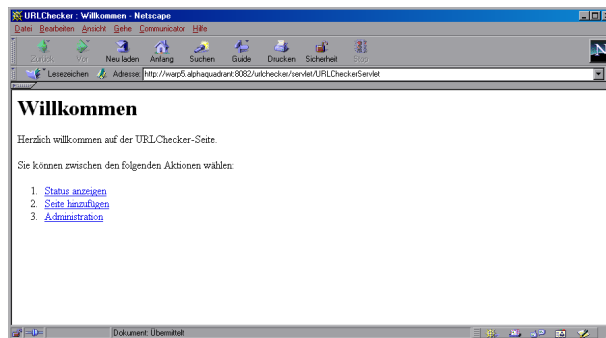 URLChecker : Willkommen - Netscape
Datei Bearbeiten Ansicht Gehe Communicator Hilfe
Zurück Vor Neu laden Anfang Suchen Guide Drucken Sicherheit Stop
Lesezeichen Adresse: http://warp5.alphaquadrant:8082/urlchecker/servlet/URLCheckerServlet
N
Willkommen
Herzlich willkommen auf der URLChecker-Seite.
Sie können zwischen den folgenden Aktionen wählen:
1. Status anzeigen
2. Seite hinzufügen
3. Administration
Dokument: Übermittelt